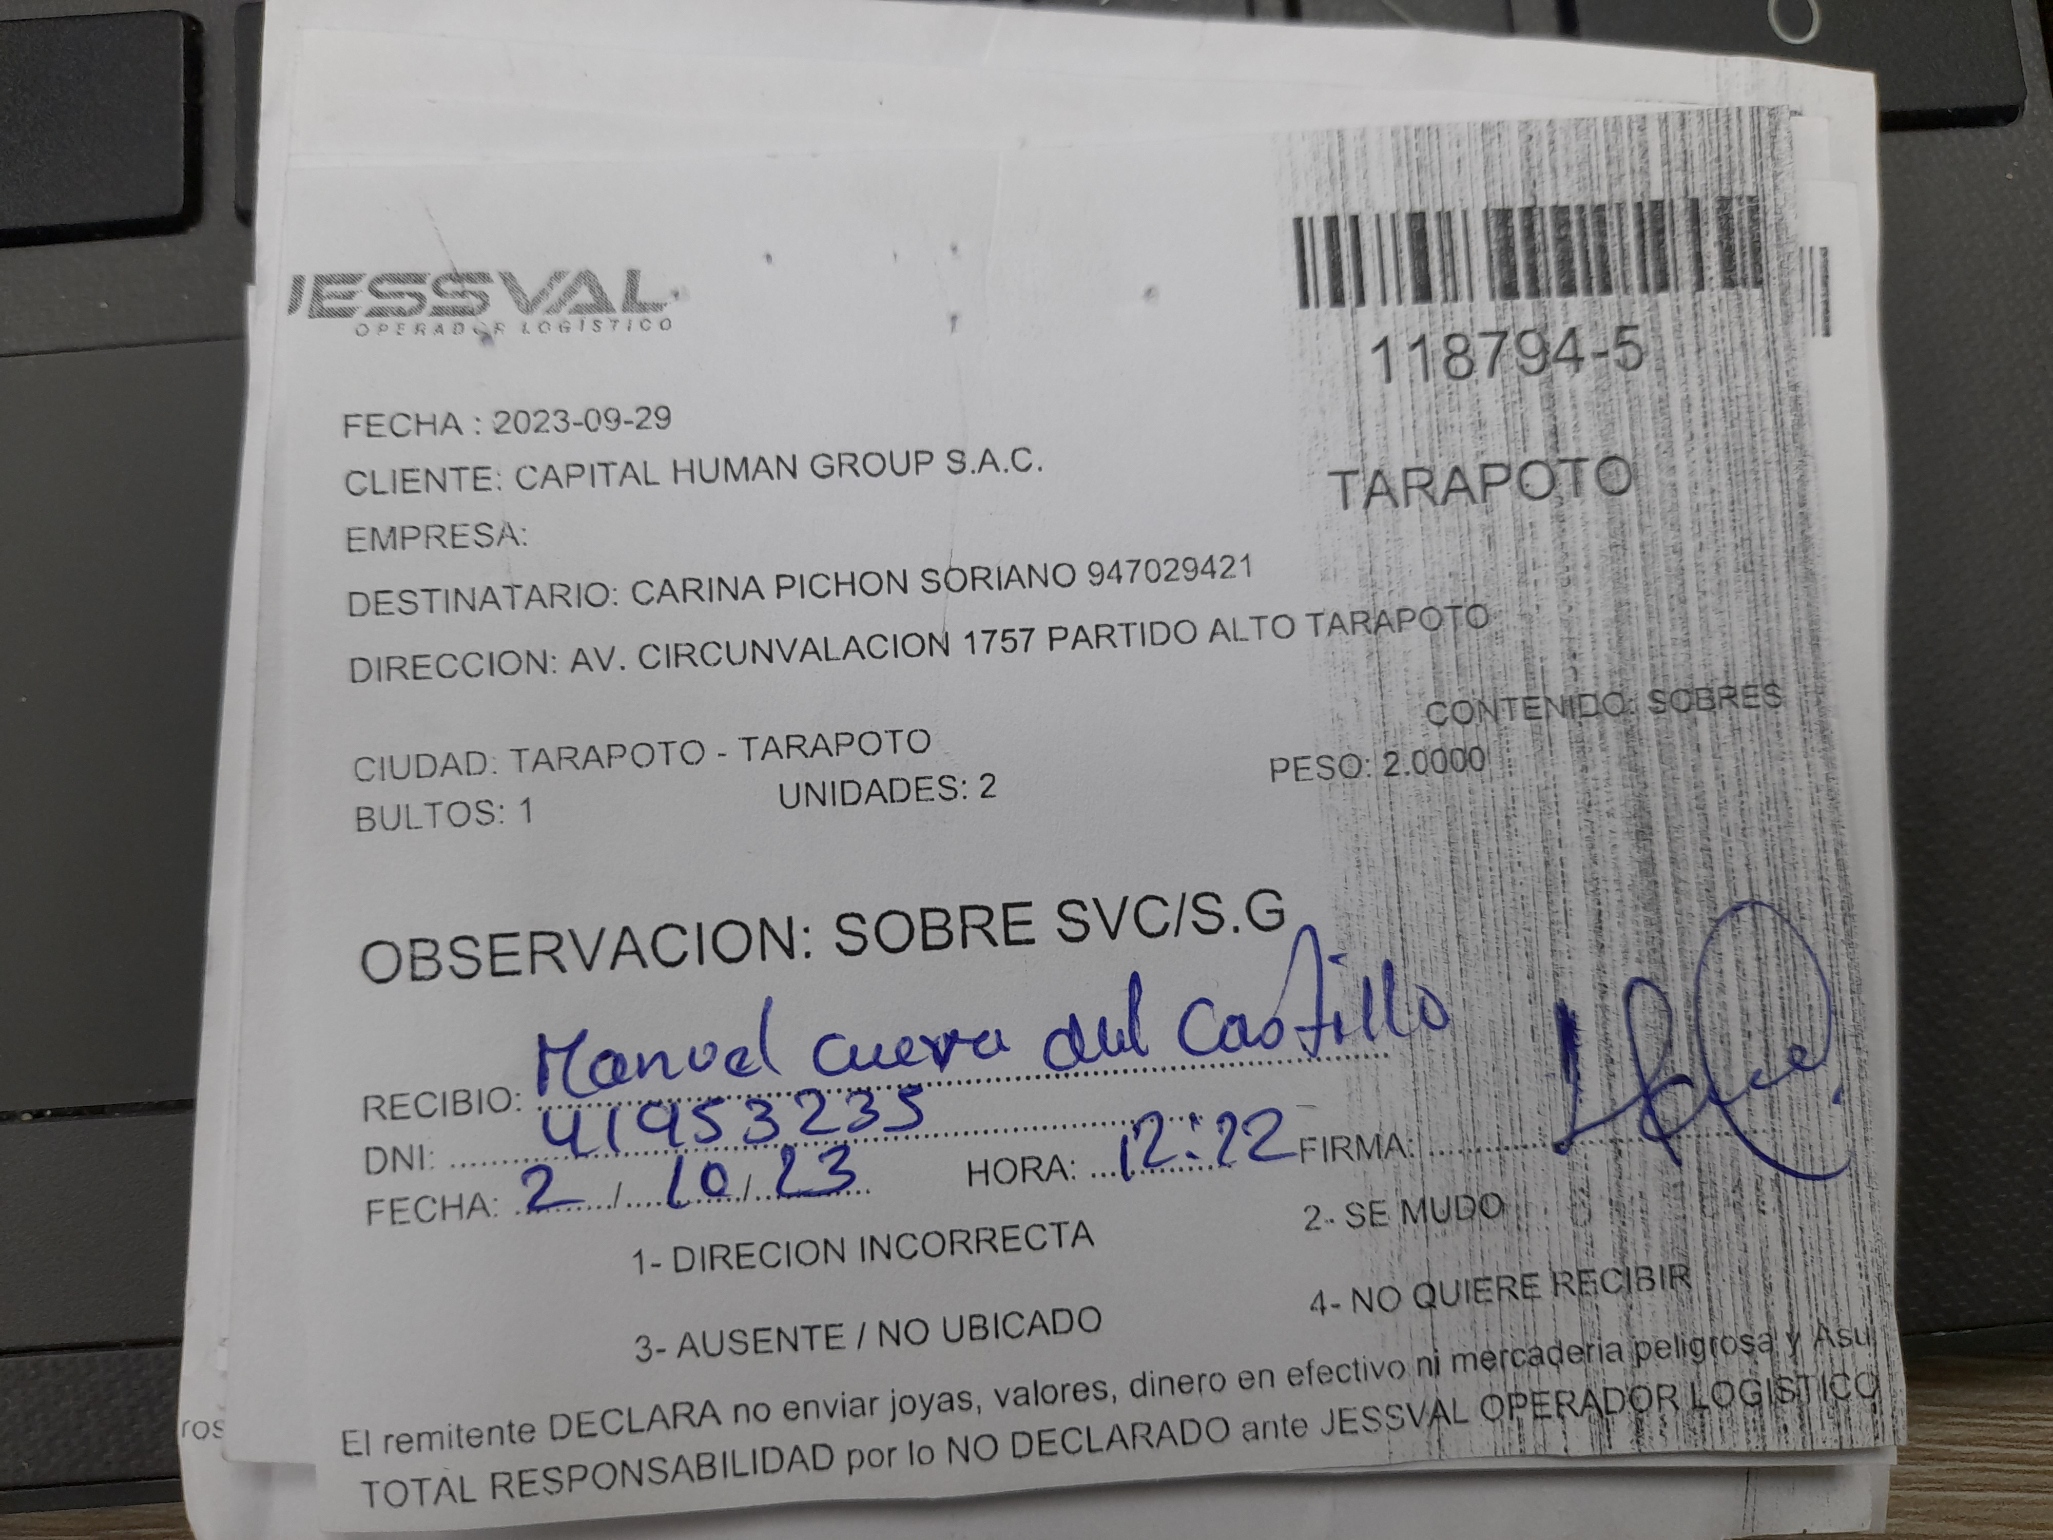 JESSVAL
OPERADOR LOGISTICO
118794-5
FECHA : 2023-09-29
CLIENTE: CAPITAL HUMAN GROUP S.A.C.
TARAPOTO
EMPRESA:
DESTINATARIO: CARINA PICHON SORIANO 947029421
DIRECCION: AV. CIRCUNVALACION 1757 PARTIDO ALTO TARAPOTO
CIUDAD: TARAPOTO - TARAPOTO CONTENIDO: SOBRES
BULTOS: 1 UNIDADES: 2 PESO: 2.0000
OBSERVACION: SOBRE SVC/S.G
RECIBIO: Manuel Cueva del Castillo
DNI: 41953235
FECHA: 2/10/23 HORA: 12:22 FIRMA:
1- DIRECION INCORRECTA 2- SE MUDO
3- AUSENTE / NO UBICADO 4- NO QUIERE RECIBIR
El remitente DECLARA no enviar joyas, valores, dinero en efectivo ni mercaderia peligrosa y Asu
TOTAL RESPONSABILIDAD por lo NO DECLARADO ante JESSVAL OPERADOR LOGISTICO
ros